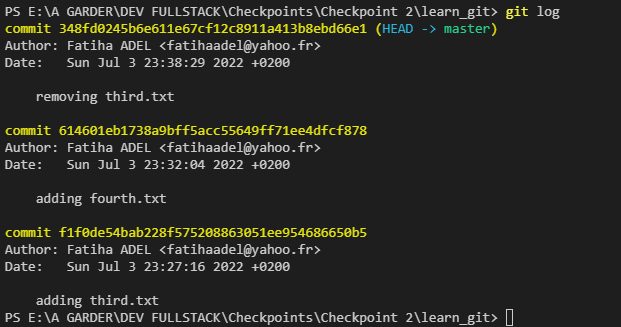 PS E:\A GARDER\DEV FULLSTACK\Checkpoints\Checkpoint 2\learn_git> git log
commit 348fd0245b6e611e67cf12c8911a413b8ebd66e1 (HEAD -> master)
Author: Fatiha ADEL <fatihaadel@yahoo.fr>
Date:   Sun Jul 3 23:38:29 2022 +0200

    removing third.txt

commit 614601eb1738a9bff5acc55649ff71ee4dfcf878
Author: Fatiha ADEL <fatihaadel@yahoo.fr>
Date:   Sun Jul 3 23:32:04 2022 +0200

    adding fourth.txt

commit f1f0de54bab228f575208863051ee954686650b5
Author: Fatiha ADEL <fatihaadel@yahoo.fr>
Date:   Sun Jul 3 23:27:16 2022 +0200

    adding third.txt
PS E:\A GARDER\DEV FULLSTACK\Checkpoints\Checkpoint 2\learn_git>